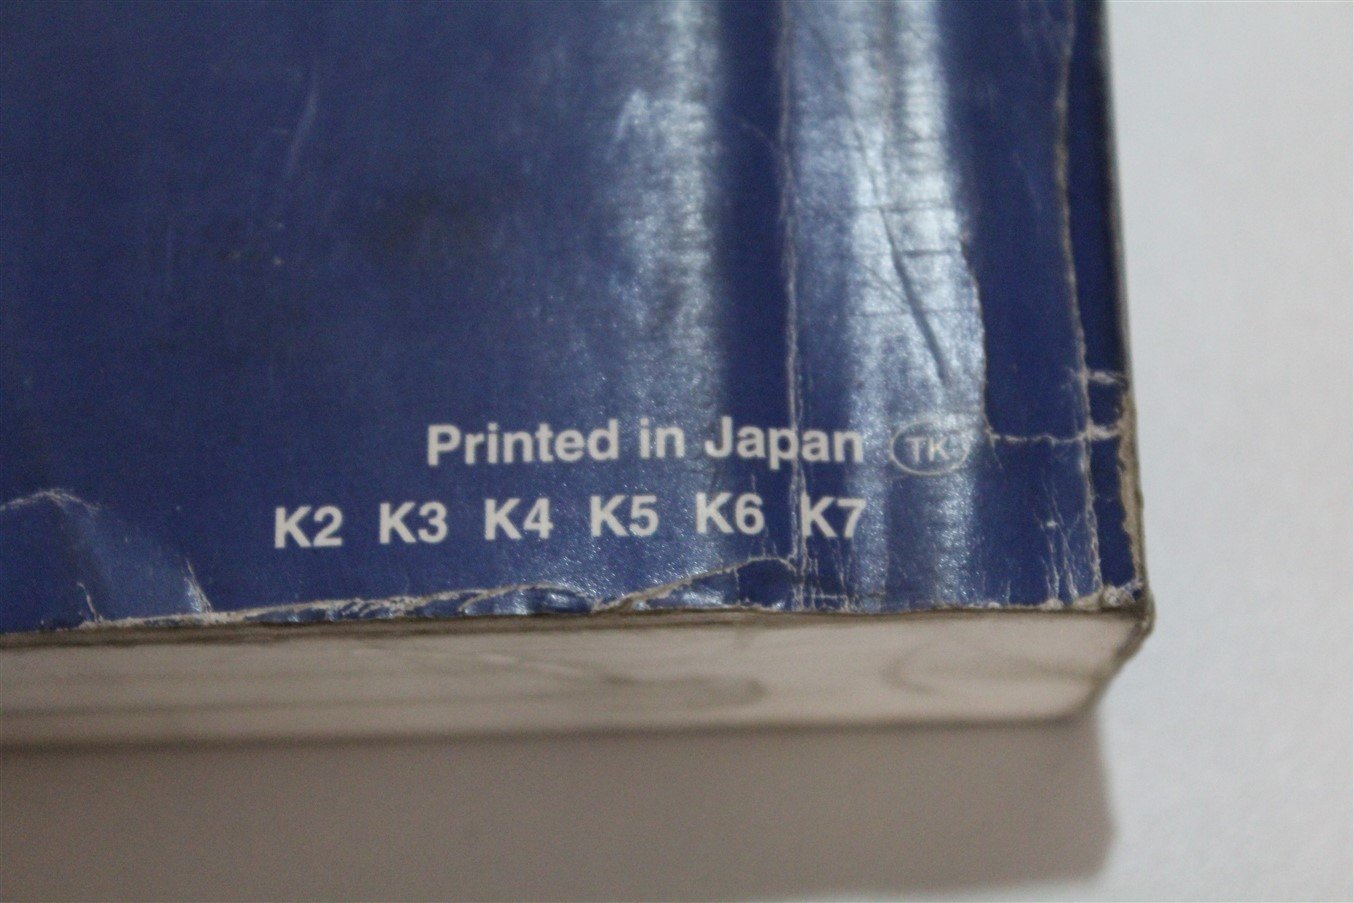 Printed in Japan TK
K2 K3 K4 K5 K6 K7